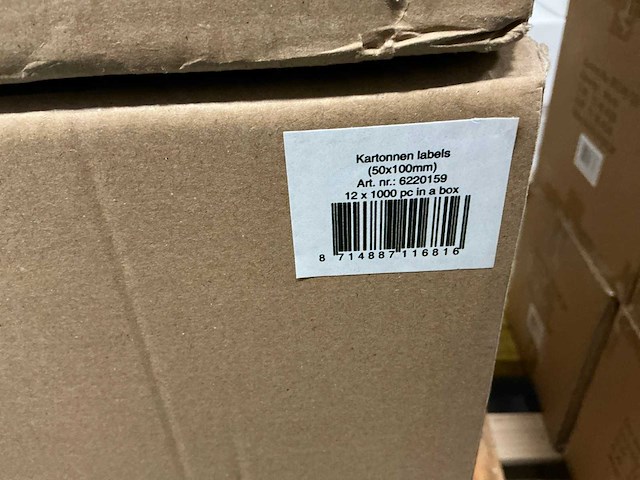 Kartonnen labels
(50x100mm)
Art. nr.: 6220159
12 x 1000 pc in a box
8 714887 116816